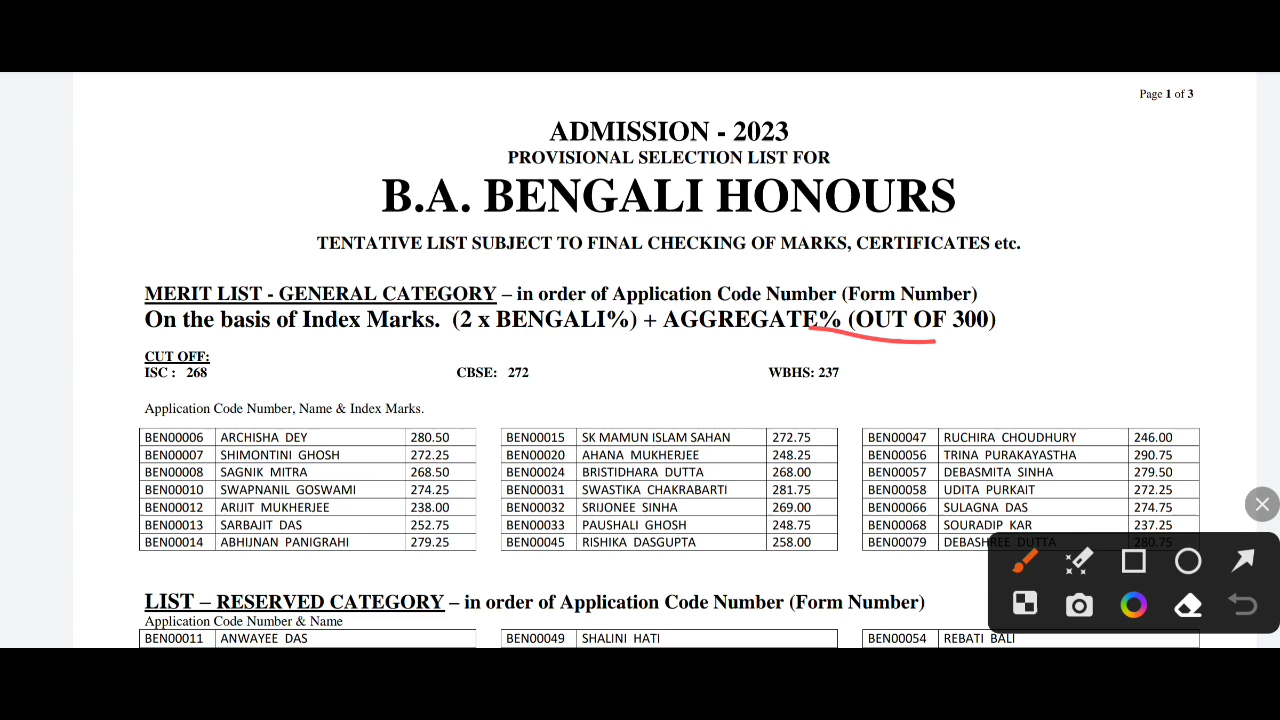 Page 1 of 3
ADMISSION - 2023
PROVISIONAL SELECTION LIST FOR
B.A. BENGALI HONOURS
TENTATIVE LIST SUBJECT TO FINAL CHECKING OF MARKS, CERTIFICATES etc.
MERIT LIST - GENERAL CATEGORY – in order of Application Code Number (Form Number)
On the basis of Index Marks. (2 x BENGALI%) + AGGREGATE% (OUT OF 300)
CUT OFF:
ISC : 268 CBSE: 272 WBHS: 237
Application Code Number, Name & Index Marks.
BEN00006 ARCHISHA DEY 280.50 BEN00015 SK MAMUN ISLAM SAHAN 272.75 BEN00047 RUCHIRA CHOUDHURY 246.00
BEN00007 SHIMONTINI GHOSH 272.25 BEN00020 AHANA MUKHERJEE 248.25 BEN00056 TRINA PURAKAYASTHA 290.75
BEN00008 SAGNIK MITRA 268.50 BEN00024 BRISTIDHARA DUTTA 268.00 BEN00057 DEBASMITA SINHA 279.50
BEN00010 SWAPNANIL GOSWAMI 274.25 BEN00031 SWASTIKA CHAKRABARTI 281.75 BEN00058 UDITA PURKAIT 272.25
BEN00012 ARIJIT MUKHERJEE 238.00 BEN00032 SRIJONEE SINHA 269.00 BEN00066 SULAGNA DAS 274.75
BEN00013 SARBAJIT DAS 252.75 BEN00033 PAUSHALI GHOSH 248.75 BEN00068 SOURADIP KAR 237.25
BEN00014 ABHIJNAN PANIGRAHI 279.25 BEN00045 RISHIKA DASGUPTA 258.00 BEN00079 DEBASHREE DUTTA 280.75
LIST – RESERVED CATEGORY – in order of Application Code Number (Form Number)
Application Code Number & Name
BEN00011 ANWAYEE DAS BEN00049 SHALINI HATI BEN00054 REBATI BALI